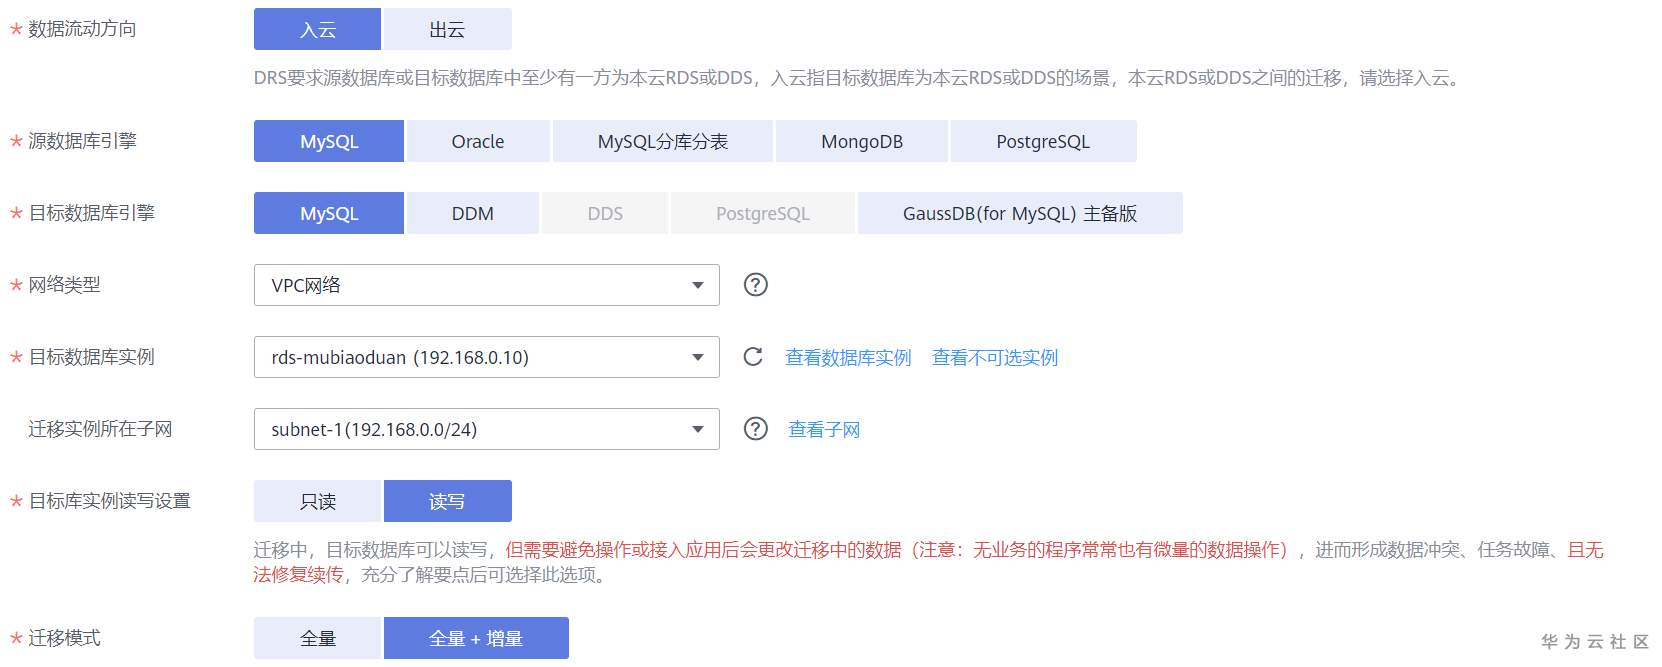 * 数据流动方向 入云 出云
DRS要求源数据库或目标数据库中至少有一方为本云RDS或DDS，入云指目标数据库为本云RDS或DDS的场景，本云RDS或DDS之间的迁移，请选择入云。
* 源数据库引擎 MySQL Oracle MySQL分库分表 MongoDB PostgreSQL
* 目标数据库引擎 MySQL DDM DDS PostgreSQL GaussDB(for MySQL) 主备版
* 网络类型 VPC网络 ?
* 目标数据库实例 rds-mubiaoduan (192.168.0.10) 查看数据库实例 查看不可选实例
迁移实例所在子网 subnet-1(192.168.0.0/24) ? 查看子网
* 目标库实例读写设置 只读 读写
迁移中，目标数据库可以读写，但需要避免操作或接入应用后会更改迁移中的数据（注意：无业务的程序常常也有微量的数据操作），进而形成数据冲突、任务故障、且无
法修复续传，充分了解要点后可选择此选项。
* 迁移模式 全量 全量 + 增量
华为云社区